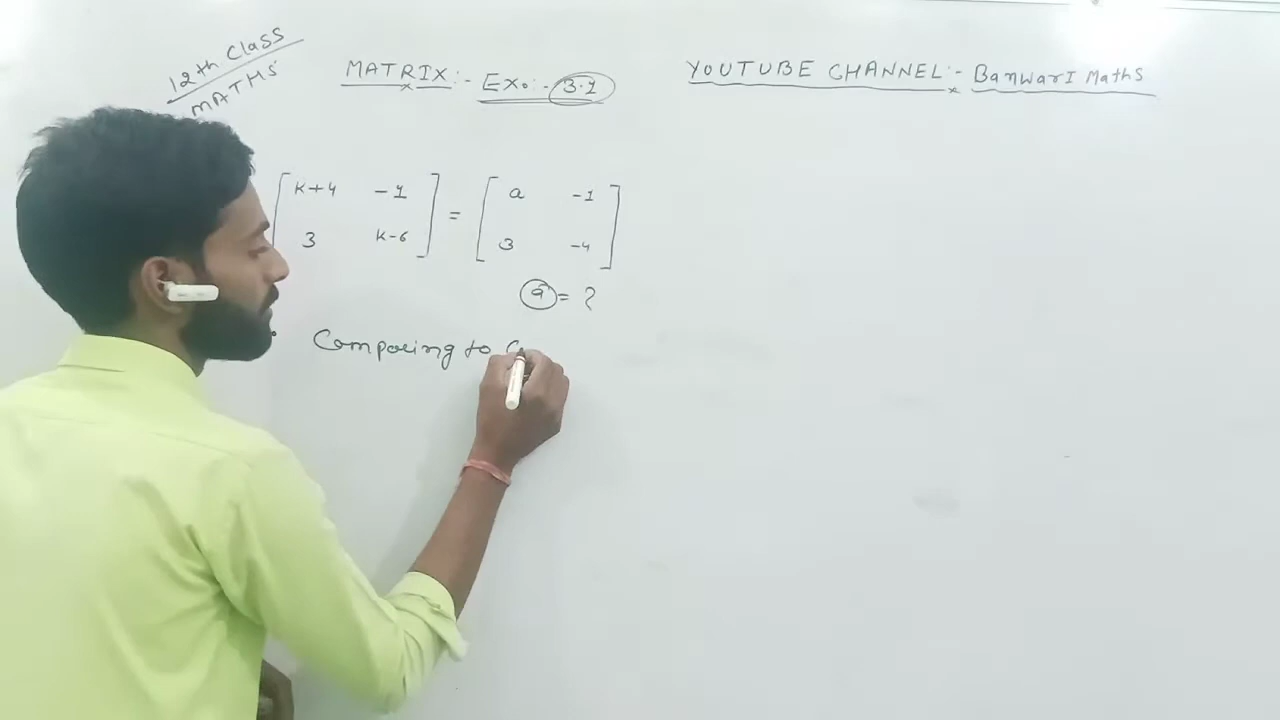 12th Class
MATHS
MATRIX:- Ex:- 3.1
YOUTUBE CHANNEL:- BanwarI Maths
[ K+4 -1 ] = [ a -1 ]
[ 3 K-6 ] [ 3 -4 ]
a = ?
Comparing to